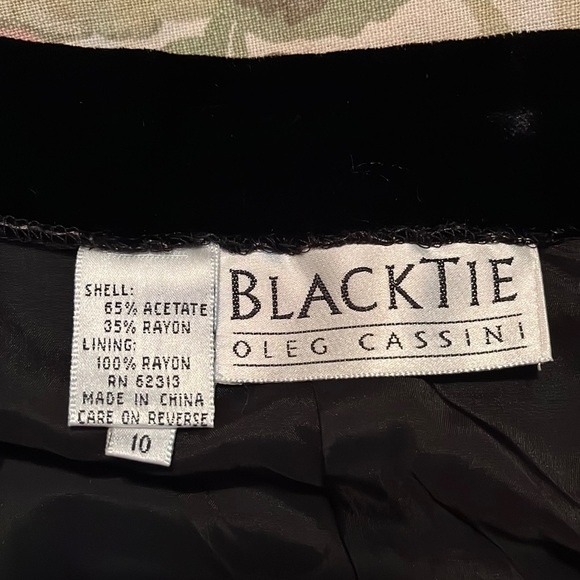 SHELL:
65% ACETATE
35% RAYON
LINING:
100% RAYON
RN 62313
MADE IN CHINA
CARE ON REVERSE
10
BLACKTIE
OLEG CASSINI